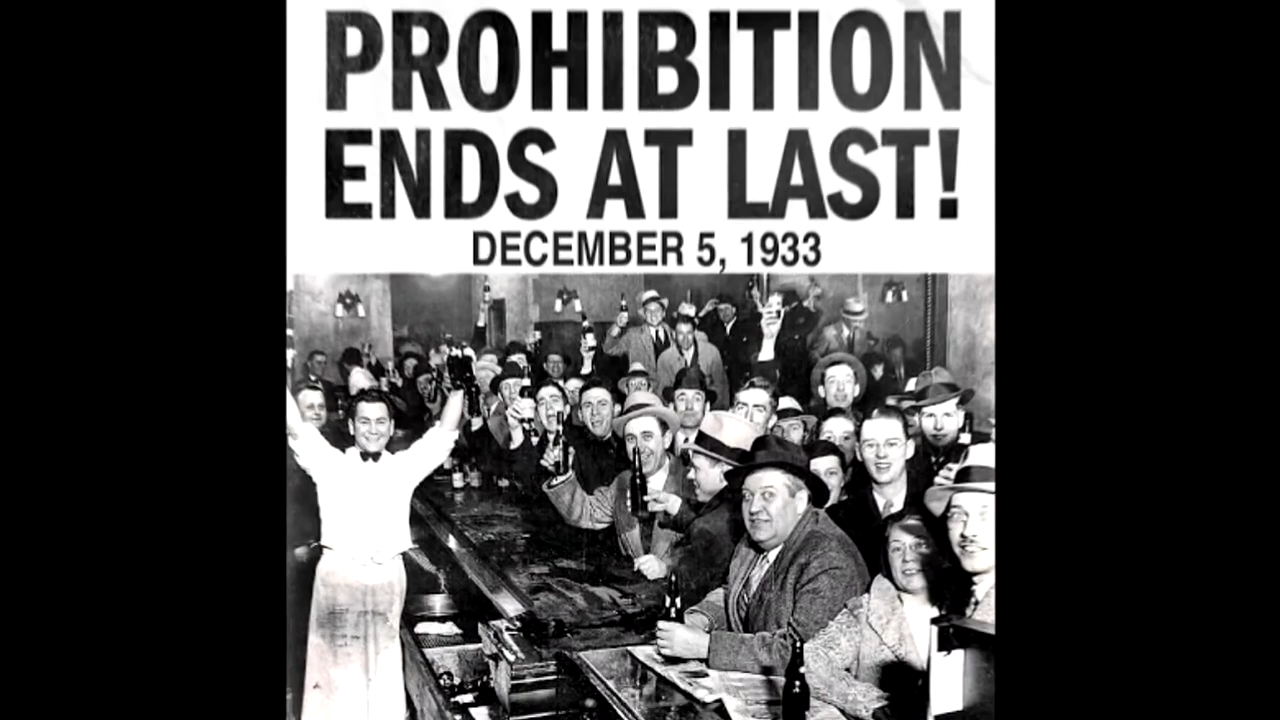 PROHIBITION
ENDS AT LAST!
DECEMBER 5, 1933